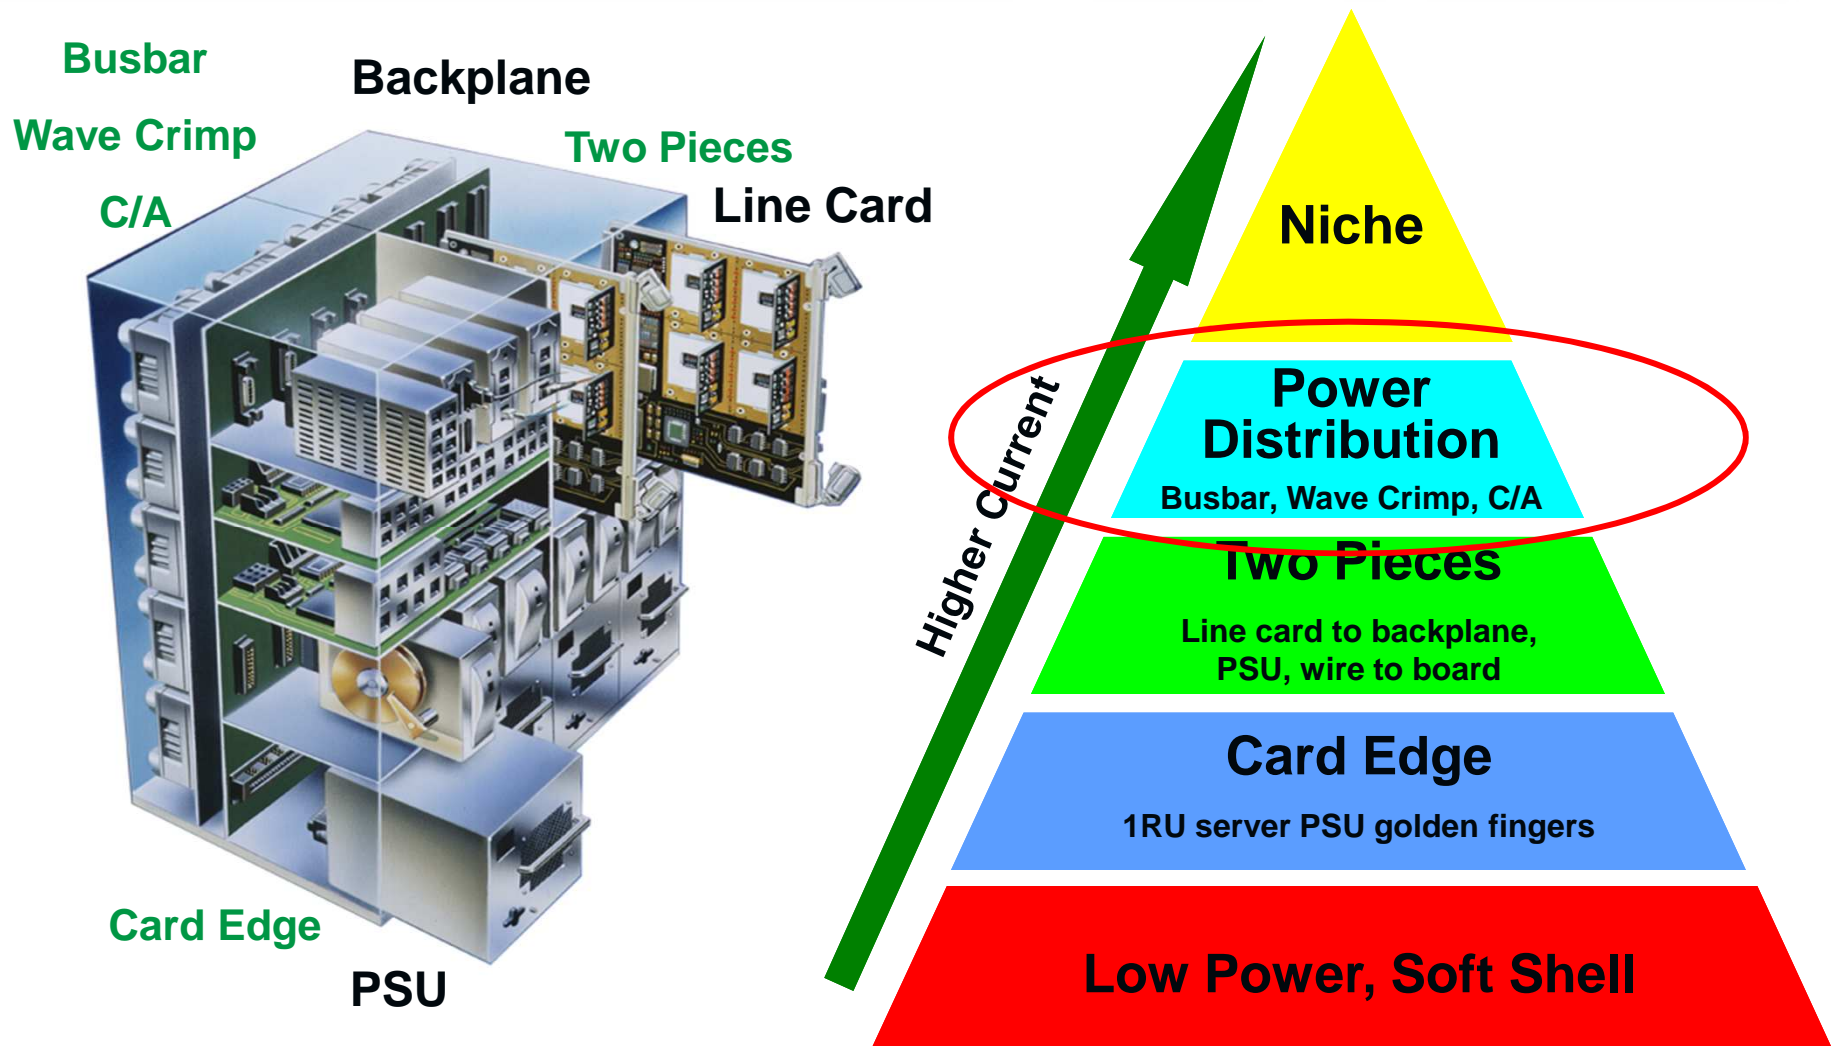 Busbar
Wave Crimp
C/A
Backplane
Two Pieces
Line Card
Card Edge
PSU
Higher Current
Niche
Power
Distribution
Busbar, Wave Crimp, C/A
Two Pieces
Line card to backplane,
PSU, wire to board
Card Edge
1RU server PSU golden fingers
Low Power, Soft Shell